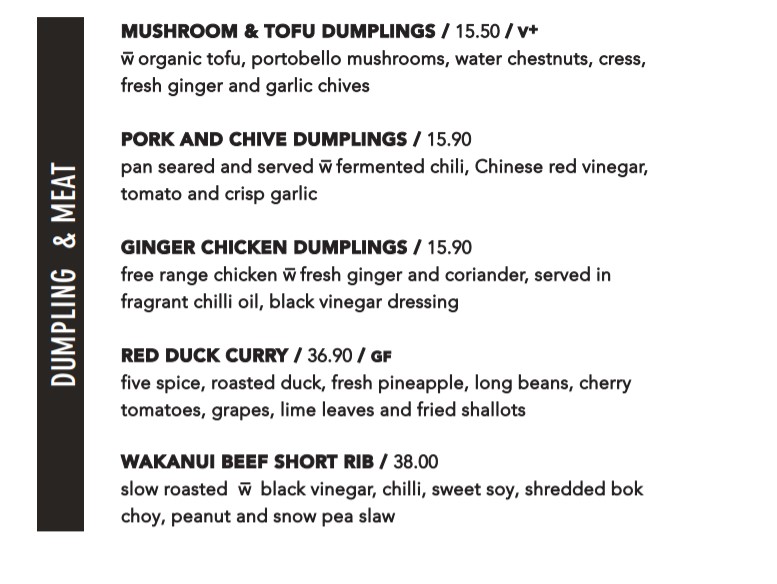 DUMPLING & MEAT
MUSHROOM & TOFU DUMPLINGS / 15.50 / V+
w̅ organic tofu, portobello mushrooms, water chestnuts, cress,
fresh ginger and garlic chives
PORK AND CHIVE DUMPLINGS / 15.90
pan seared and served w̅ fermented chili, Chinese red vinegar,
tomato and crisp garlic
GINGER CHICKEN DUMPLINGS / 15.90
free range chicken w̅ fresh ginger and coriander, served in
fragrant chilli oil, black vinegar dressing
RED DUCK CURRY / 36.90 / GF
five spice, roasted duck, fresh pineapple, long beans, cherry
tomatoes, grapes, lime leaves and fried shallots
WAKANUI BEEF SHORT RIB / 38.00
slow roasted w̅ black vinegar, chilli, sweet soy, shredded bok
choy, peanut and snow pea slaw